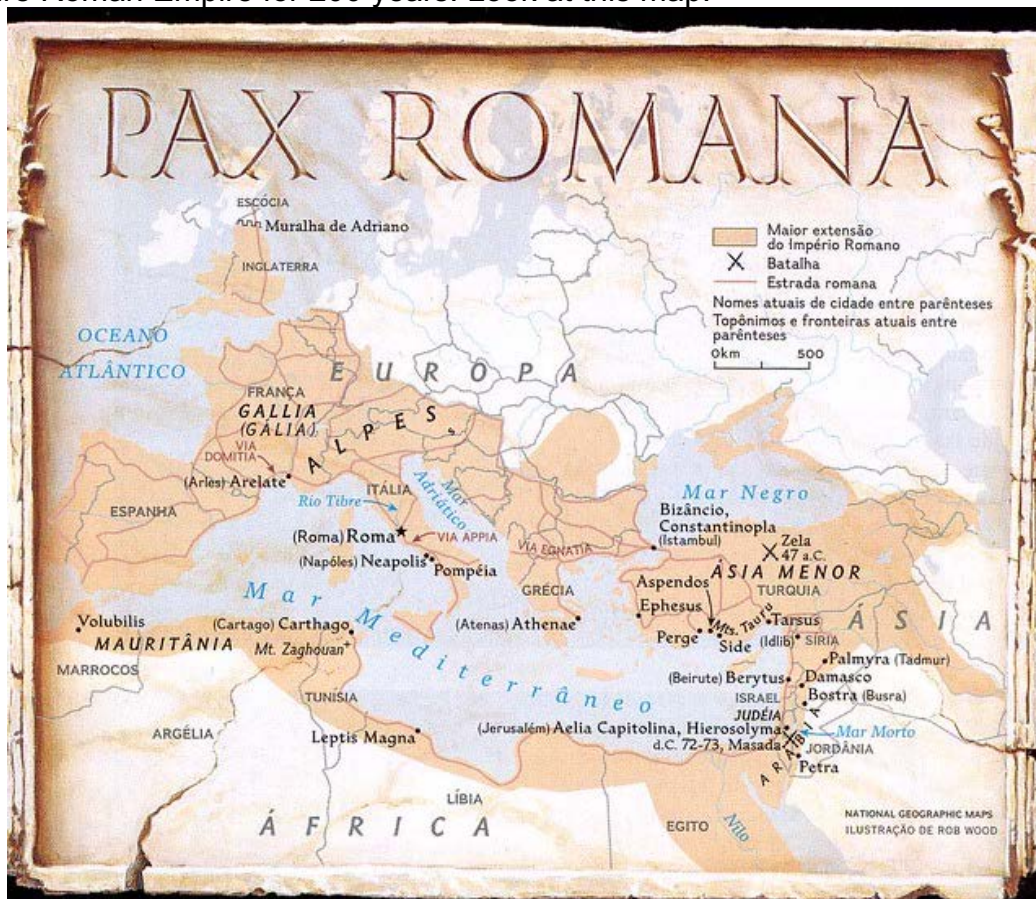 Roman Empire for 200 years. Look at this map.
PAX ROMANA
ESCÓCIA
Muralha de Adriano
INGLATERRA
Maior extensão
do Império Romano
Batalha
Estrada romana
Nomes atuais de cidade entre parênteses
Topônimos e fronteiras atuais entre
parênteses
0km 500
OCEANO
ATLÂNTICO
EUROPA
FRANÇA
GALLIA
(GÁLIA)
ALPES
VIA
DOMITIA
(Arles) Arelate
ITÁLIA
Mar
Adriático
Rio Tibre
ESPANHA
(Roma) Roma
VIA APPIA
(Napóles) Neapolis
Pompéia
VIA EGNATIA
Mar Negro
Bizâncio,
Constantinopla
(Istambul)
Zela
47 a.C.
ÁSIA MENOR
TURQUIA
Aspendos
GRÉCIA
Ephesus
(Atenas) Athenae
Perge
Side
Mts. Tauru
Tarsus
(Idlib)
SÍRIA
ÁSIA
Volubilis
MAURITÂNIA
(Cartago) Carthago
Mt. Zaghouan
Mar Mediterrâneo
MARROCOS
Palmyra (Tadmur)
(Beirute) Berytus
Damasco
Bostra (Busra)
TUNÍSIA
ISRAEL
JUDÉIA
ARGÉLIA
Leptis Magna
(Jerusalém) Aelia Capitolina, Hierosolyma
Mar Morto
d.C. 72-73, Masada
JORDÂNIA
ARÁBIA
Petra
LÍBIA
ÁFRICA
EGITO
Nilo
NATIONAL GEOGRAPHIC MAPS
ILUSTRAÇÃO DE ROB WOOD